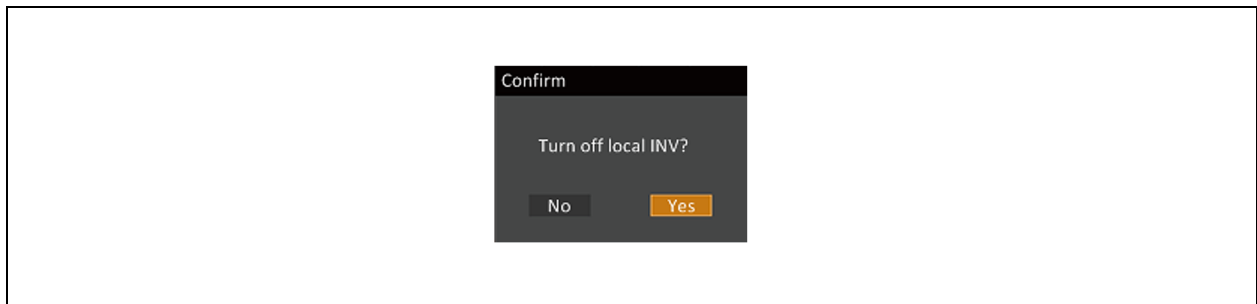 Confirm
Turn off local INV?
No Yes